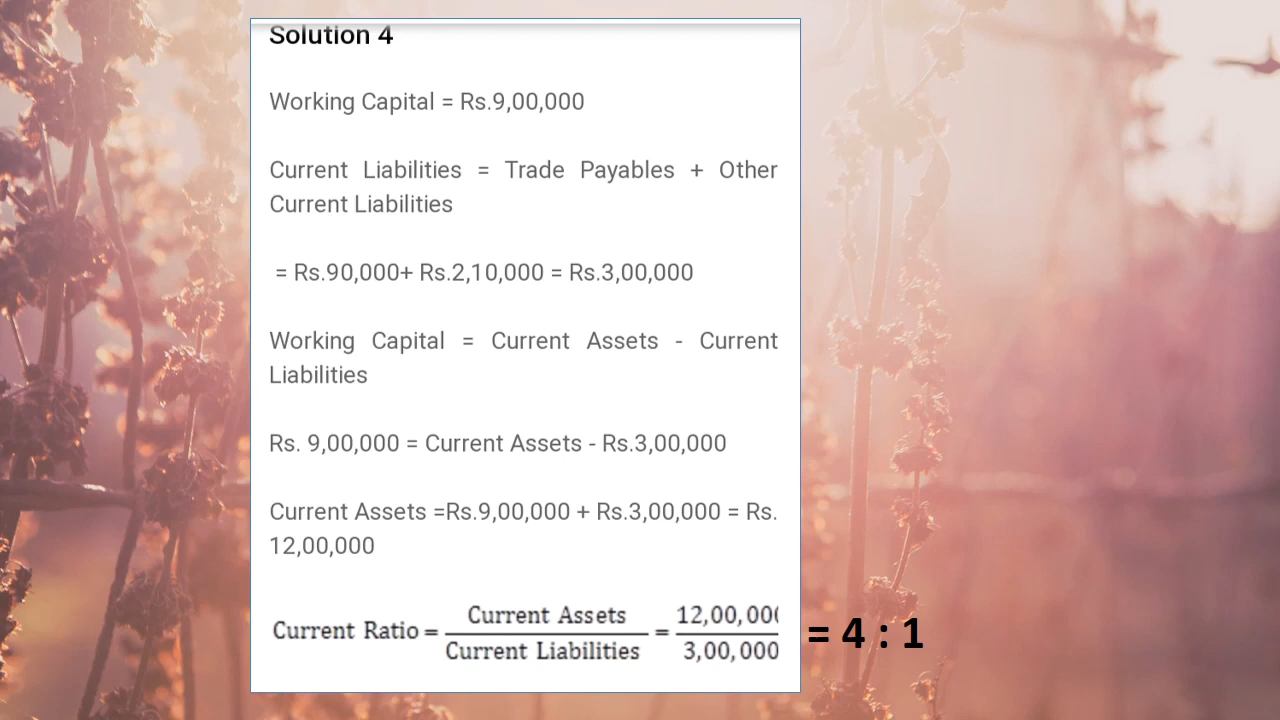 Solution 4
Working Capital = Rs.9,00,000
Current Liabilities = Trade Payables + Other
Current Liabilities
= Rs.90,000+ Rs.2,10,000 = Rs.3,00,000
Working Capital = Current Assets - Current
Liabilities
Rs. 9,00,000 = Current Assets - Rs.3,00,000
Current Assets =Rs.9,00,000 + Rs.3,00,000 = Rs.
12,00,000
Current Ratio = Current Assets / Current Liabilities = 12,00,000 / 3,00,000 = 4 : 1